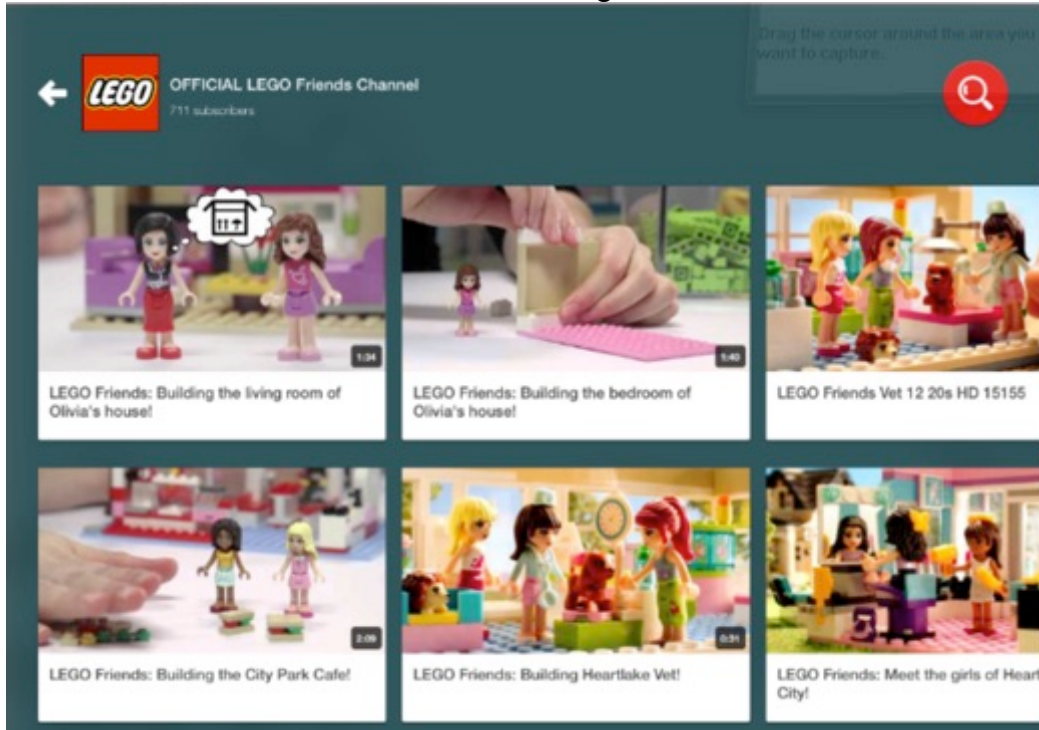 Drag the cursor around the area you
want to capture.
LEGO
OFFICIAL LEGO Friends Channel
711 subscribers
1:34
LEGO Friends: Building the living room of
Olivia's house!
5:40
LEGO Friends: Building the bedroom of
Olivia's house!
LEGO Friends Vet 12 20s HD 15155
2:09
LEGO Friends: Building the City Park Cafe!
0:31
LEGO Friends: Building Heartlake Vet!
LEGO Friends: Meet the girls of Heart
City!